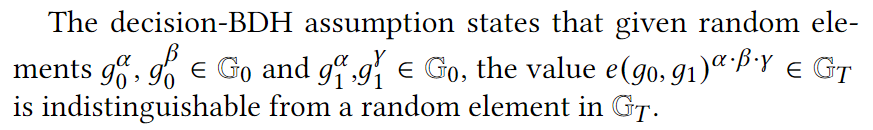 The decision-BDH assumption states that given random ele-
ments $g_0^\alpha, g_0^\beta \in \mathbb{G}_0$ and $g_1^\alpha, g_1^\gamma \in \mathbb{G}_0$, the value $e(g_0, g_1)^{\alpha \cdot \beta \cdot \gamma} \in \mathbb{G}_T$
is indistinguishable from a random element in $\mathbb{G}_T$.